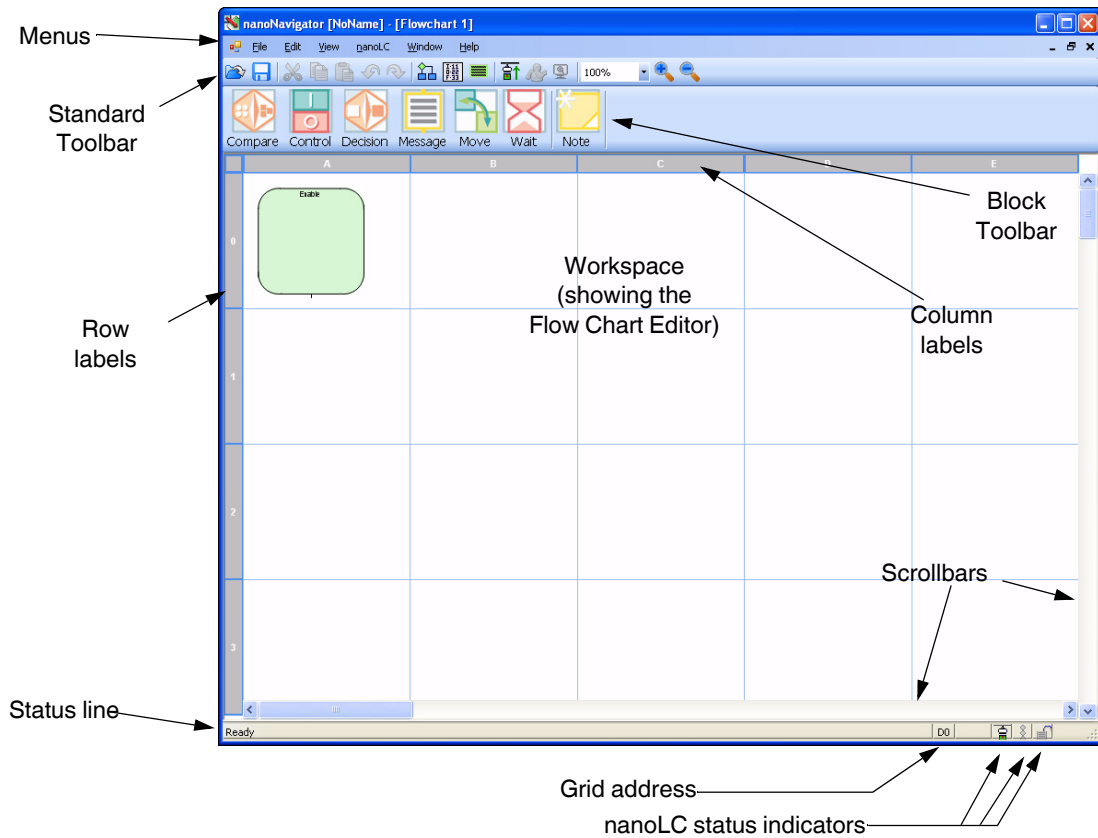 nanoNavigator [NoName] - [Flowchart 1]
Menus
File Edit View nanoLC Window Help
100%
Standard
Toolbar
Compare Control Decision Message Move Wait Note
A B C D E
Enable
0
Block
Toolbar
Workspace
(showing the
Flow Chart Editor)
Row
labels
Column
labels
1
2
Scrollbars
3
Status line
Ready
D0
Grid address
nanoLC status indicators